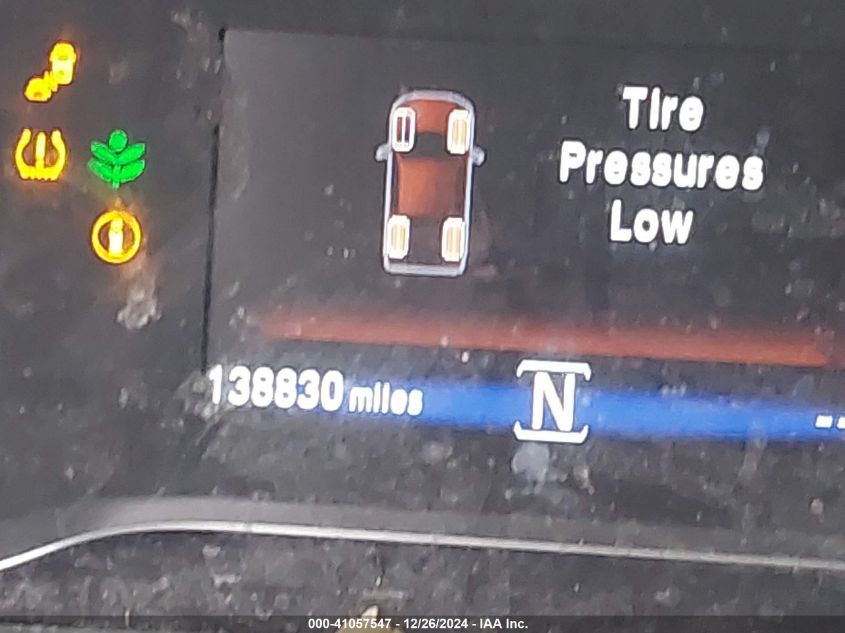 Tire
Pressures
Low
138830 miles
N
--
000-41057547 - 12/26/2024 - IAA Inc.